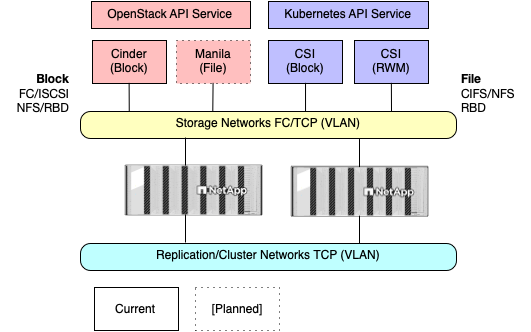 OpenStack API Service
Kubernetes API Service
Cinder
(Block)
Manila
(File)
CSI
(Block)
CSI
(RWM)
Block
FC/ISCSI
NFS/RBD
File
CIFS/NFS
RBD
Storage Networks FC/TCP (VLAN)
NetApp
NetApp
Replication/Cluster Networks TCP (VLAN)
Current
[Planned]